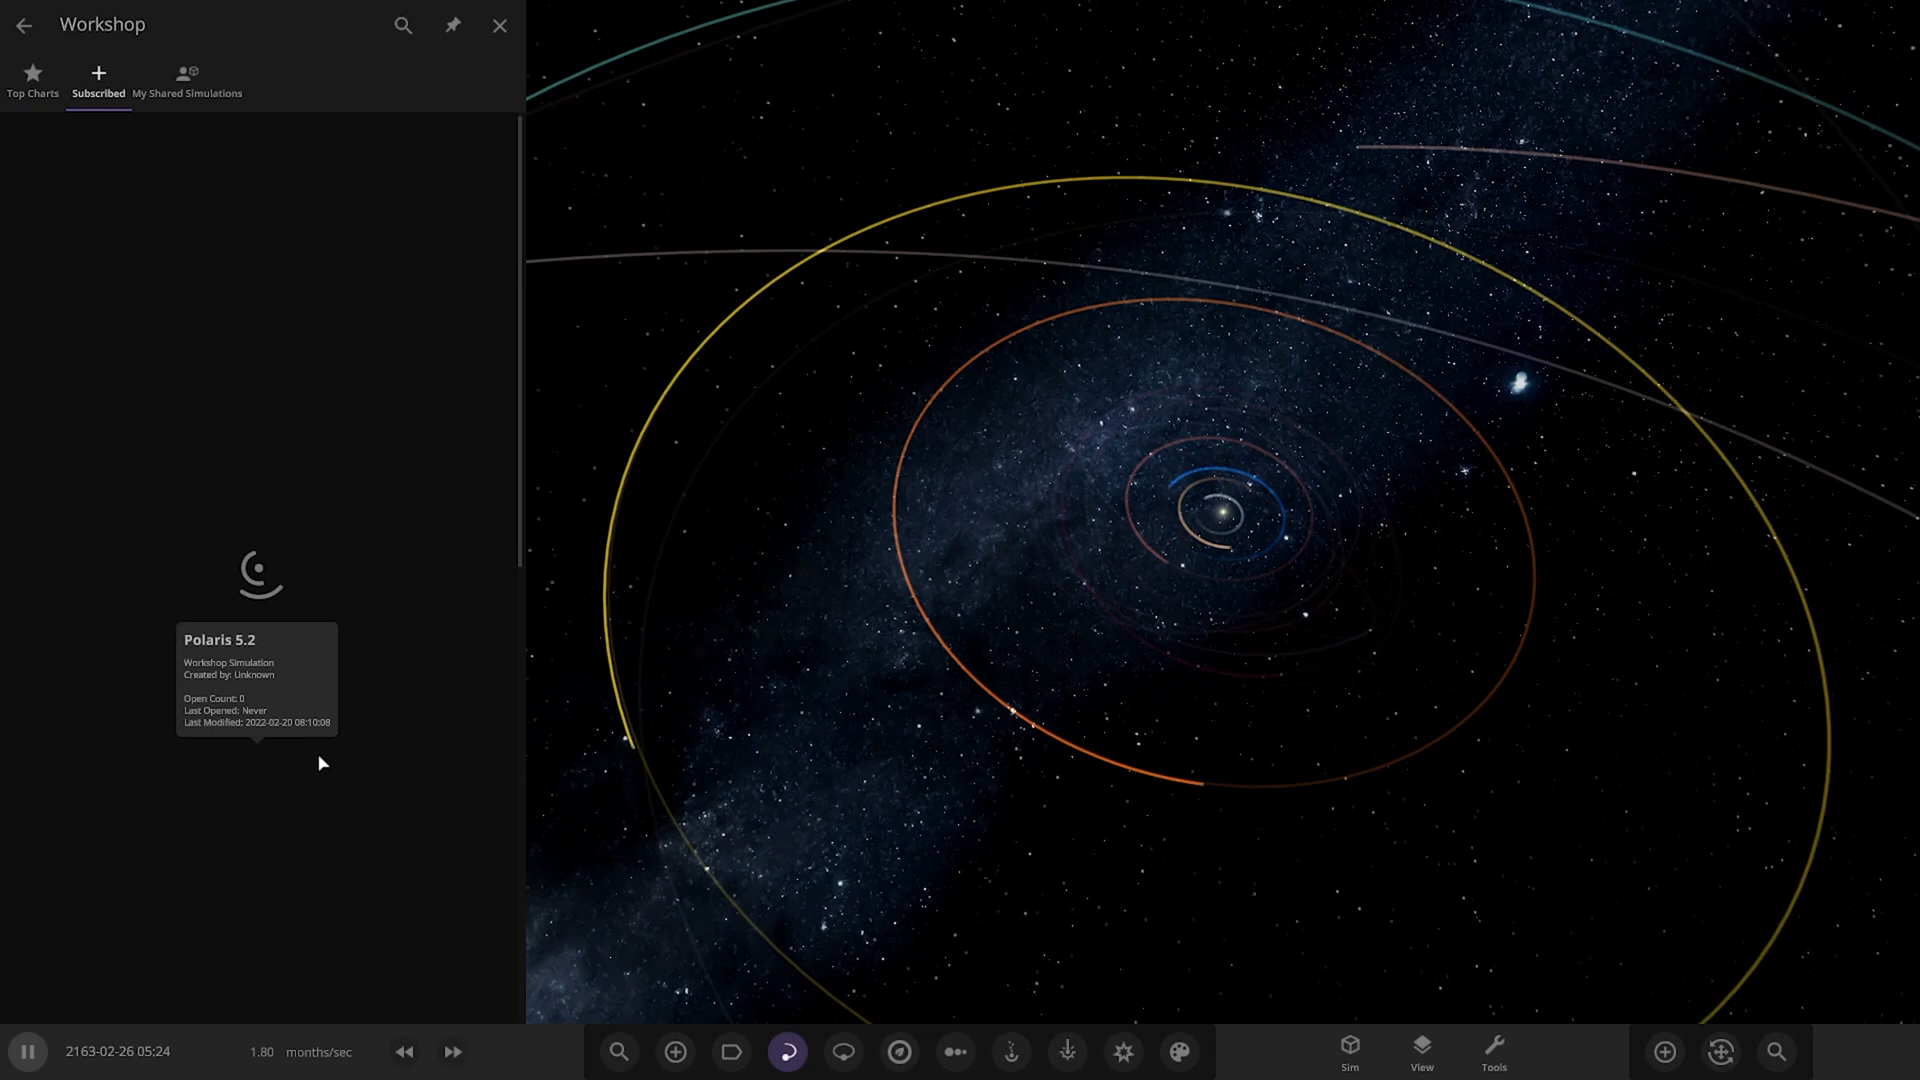 Workshop
Top Charts
Subscribed
My Shared Simulations
Polaris 5.2
Workshop Simulation
Created by: Unknown
Open Count: 0
Last Opened: Never
Last Modified: 2022-02-20 08:10:08
2163-02-26 05:24
1.80 months/sec
Sim
View
Tools